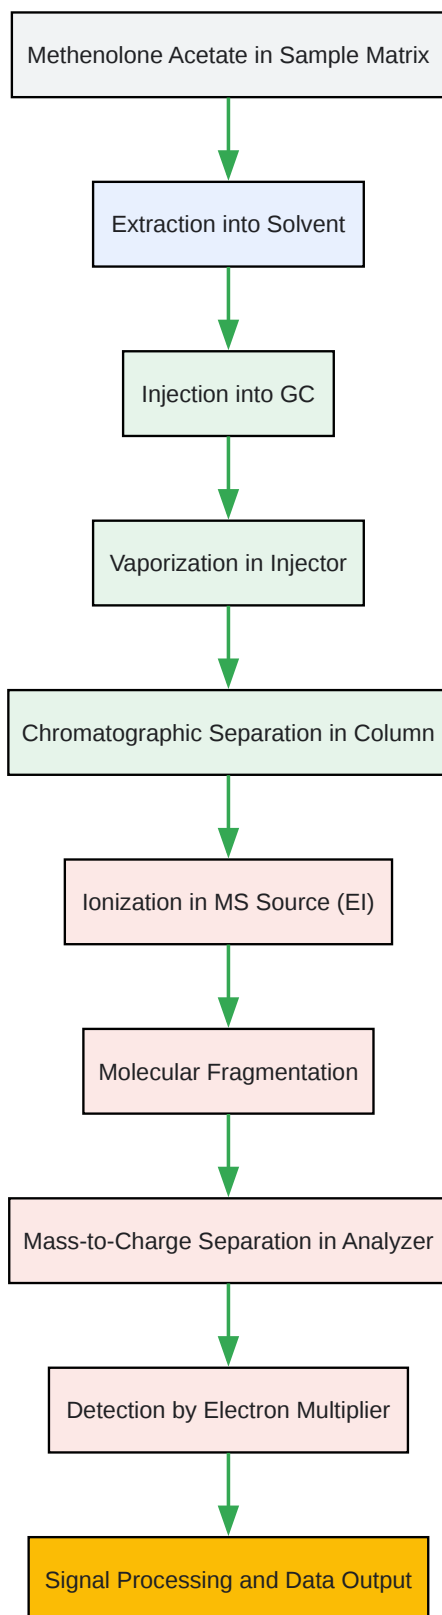 Methenolone Acetate in Sample Matrix
Extraction into Solvent
Injection into GC
Vaporization in Injector
Chromatographic Separation in Column
Ionization in MS Source (EI)
Molecular Fragmentation
Mass-to-Charge Separation in Analyzer
Detection by Electron Multiplier
Signal Processing and Data Output